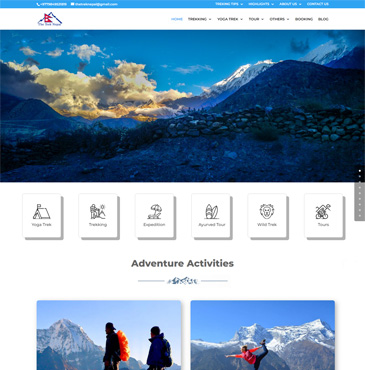 TREKKING TIPS HIGHLIGHTS ABOUT US CONTACT US
HOME TREKKING YOGA TREK TOUR OTHERS BOOKING BLOG
Yoga Trek Trekking Expedition Ayurved Tour Wild Trek Tours
Adventure Activities